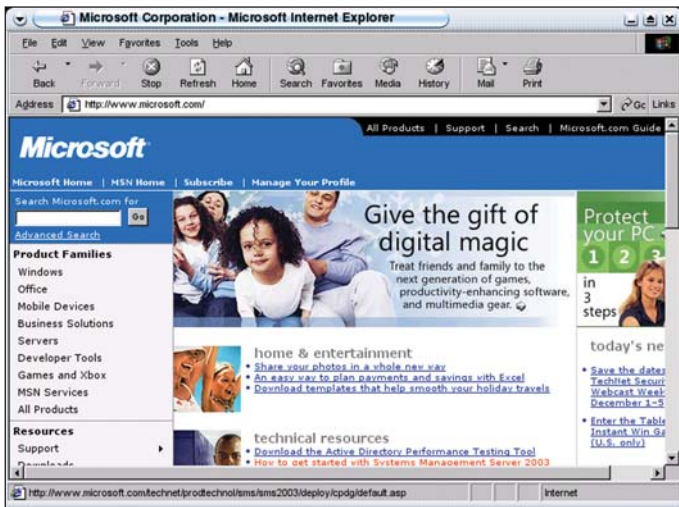 Microsoft Corporation - Microsoft Internet Explorer
File Edit View Favorites Tools Help
Back Forward Stop Refresh Home Search Favorites Media History Mail Print
Address http://www.microsoft.com/ Go Links
All Products | Support | Search | Microsoft.com Guide
Microsoft
Microsoft Home | MSN Home | Subscribe | Manage Your Profile
Search Microsoft.com for
Go
Advanced Search
Product Families
Windows
Office
Mobile Devices
Business Solutions
Servers
Developer Tools
Games and Xbox
MSN Services
All Products
Resources
Support
Downloads
Give the gift of
digital magic
Treat friends and family to the
next generation of games,
productivity-enhancing software,
and multimedia gear.
home & entertainment
• Share your photos in a whole new way
• An easy way to plan payments and savings with Excel
• Download templates that help smooth your holiday travels
technical resources
• Download the Active Directory Performance Testing Tool
• How to get started with Systems Management Server 2003
Protect
your PC
1 2 3
in
3
steps
today's ne
• Save the dates
TechNet Securi
Webcast Week
December 1-5
• Enter the Table
Instant Win Ga
(U.S. only)
http://www.microsoft.com/technet/prodtechnol/sms/sms2003/deploy/cpdg/default.asp Internet